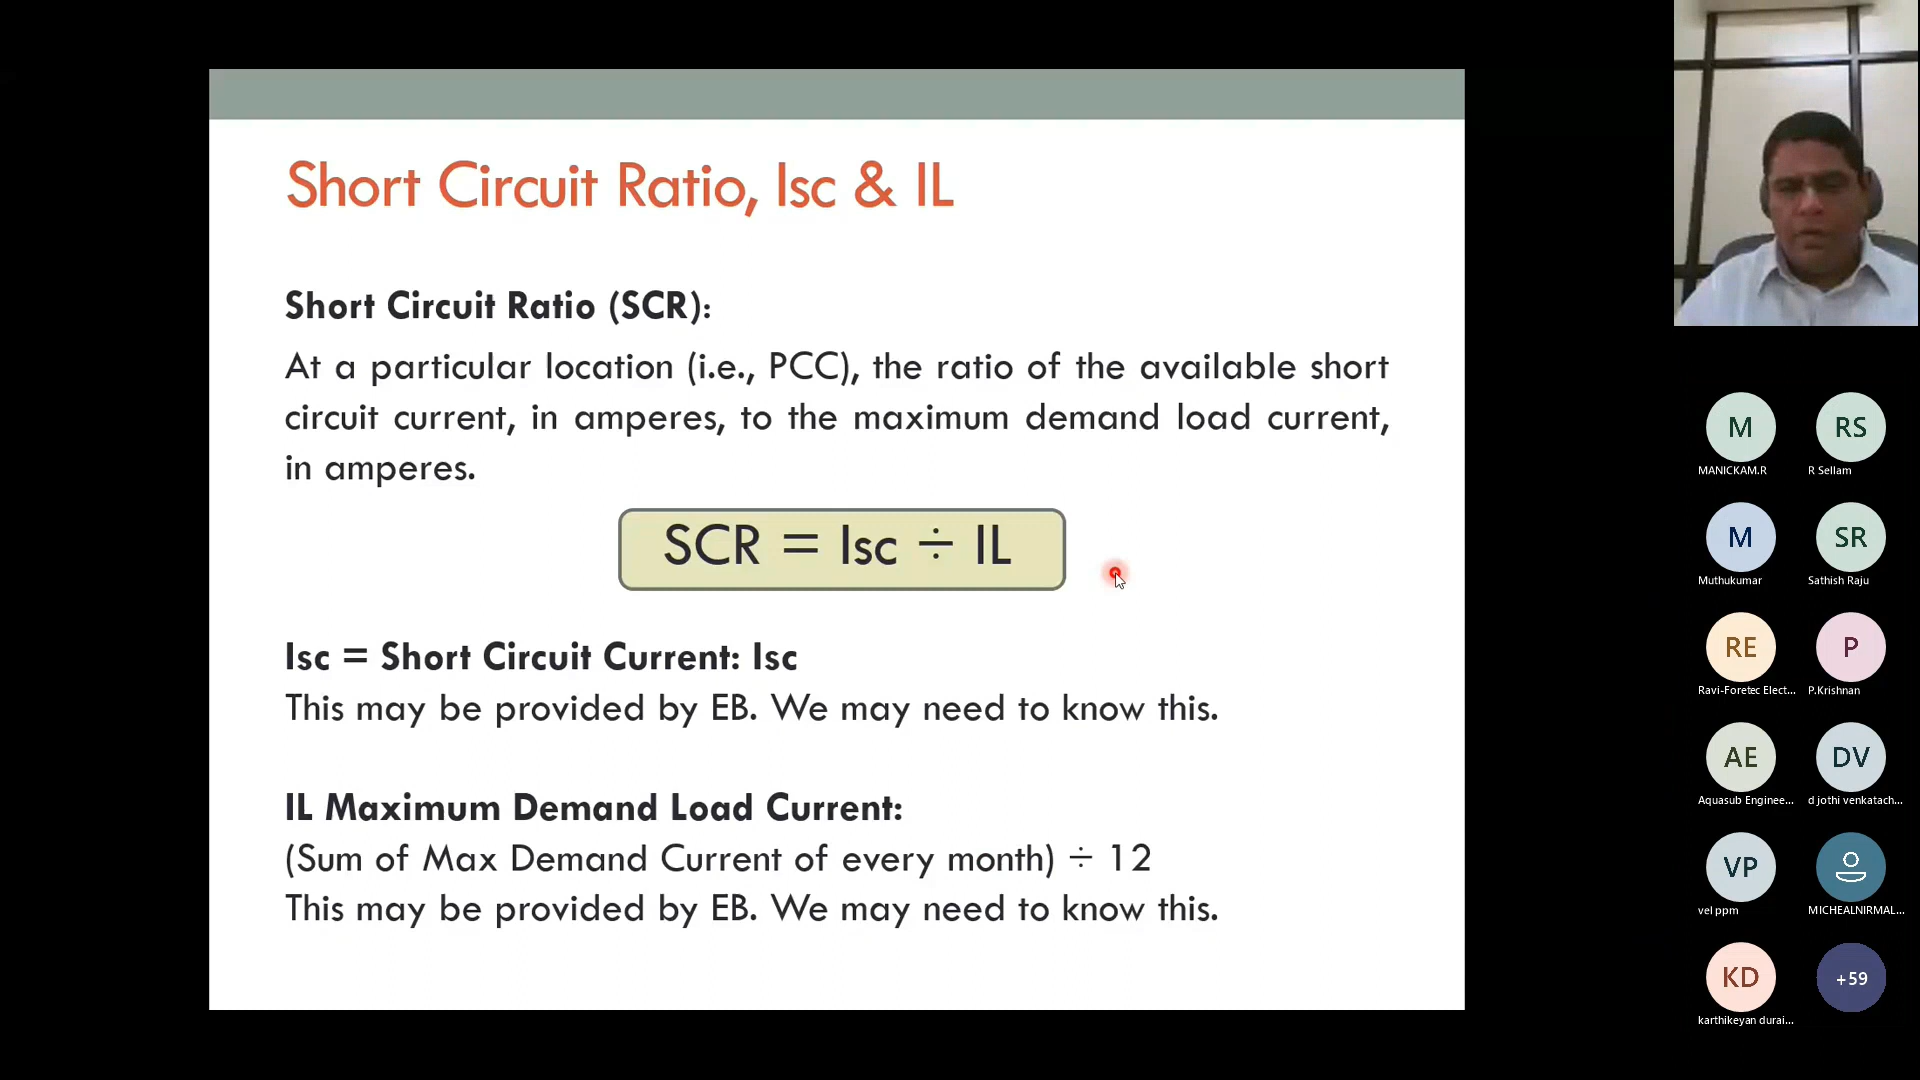 Short Circuit Ratio, Isc & IL
Short Circuit Ratio (SCR):
At a particular location (i.e., PCC), the ratio of the available short
circuit current, in amperes, to the maximum demand load current,
in amperes.
SCR = Isc ÷ IL
Isc = Short Circuit Current: Isc
This may be provided by EB. We may need to know this.
IL Maximum Demand Load Current:
(Sum of Max Demand Current of every month) ÷ 12
This may be provided by EB. We may need to know this.
M
RS
MANICKAM.R
R Sellam
M
SR
Muthukumar
Sathish Raju
RE
P
Ravi-Foretec Elect...
P.Krishnan
AE
DV
Aquasub Enginee...
d jothi venkatach...
VP
vel ppm
MICHEALNIRMAL...
KD
+59
karthikeyan durai...